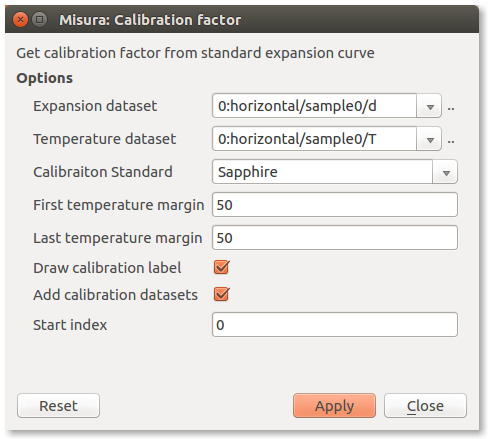 Misura: Calibration factor
Get calibration factor from standard expansion curve
Options
Expansion dataset 0:horizontal/sample0/d ..
Temperature dataset 0:horizontal/sample0/T ..
Calibraiton Standard Sapphire
First temperature margin 50
Last temperature margin 50
Draw calibration label
Add calibration datasets
Start index 0
Reset Apply Close